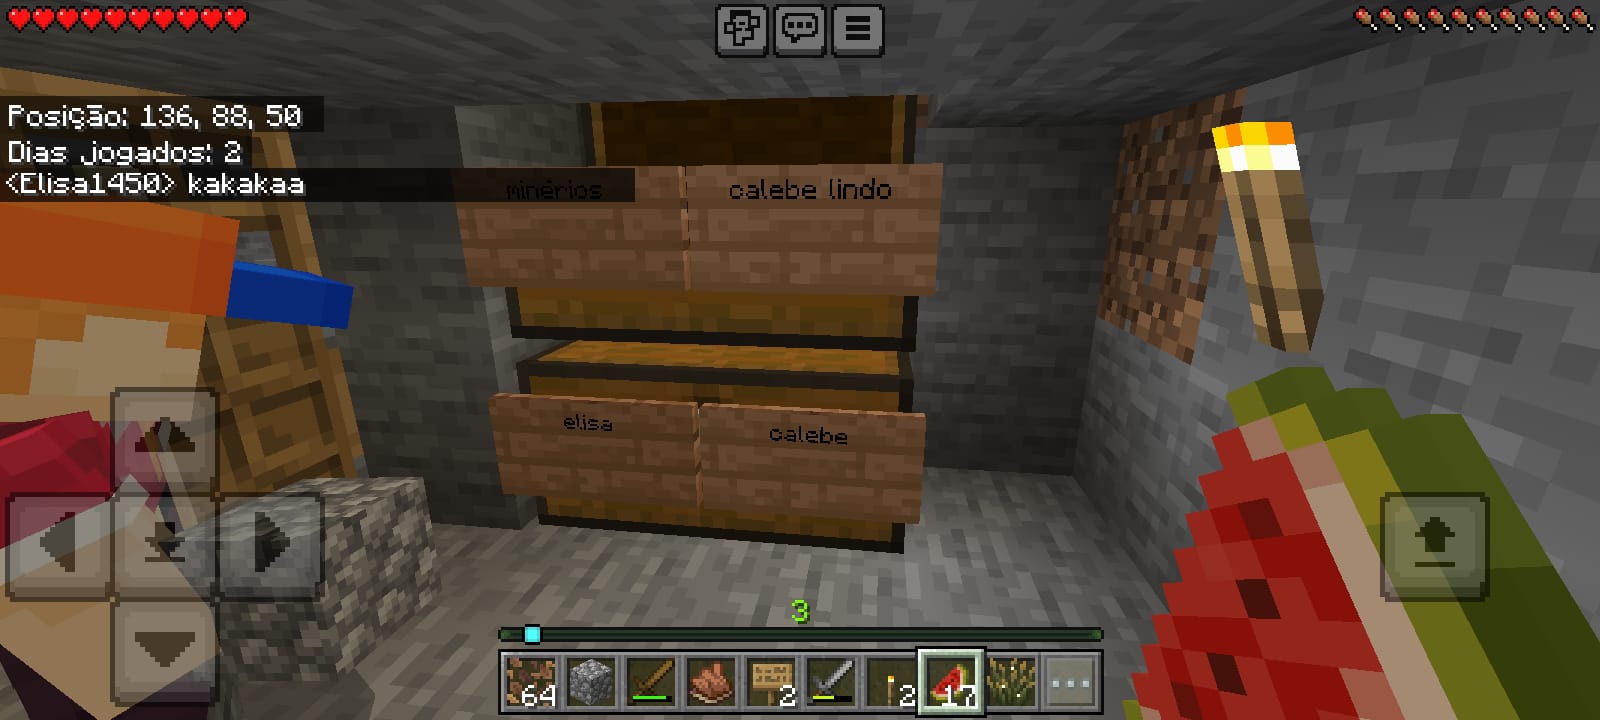 Posição: 136, 88, 50
Dias jogados: 2
<Elisa1450> kakakaa
minérios
calebe lindo
elisa
calebe
3
64
2
2
17